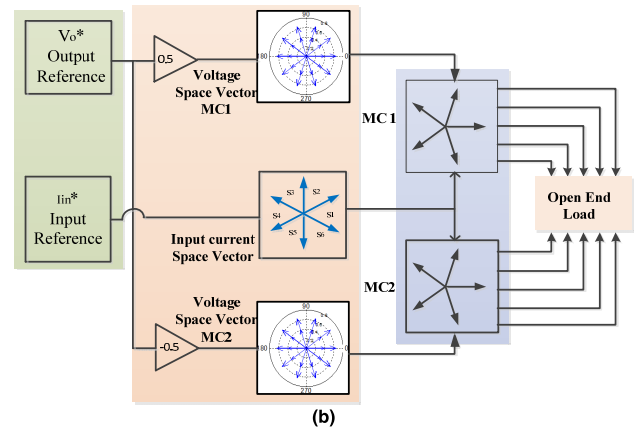 Vo*
Output
Reference
0.5
Voltage
Space Vector
MC1
90
180
0
270
MC 1
Iin*
Input
Reference
S3
S2
S4
S1
S5
S6
Input current
Space Vector
Open End
Load
MC2
Voltage
Space Vector
MC2
-0.5
90
180
0
270
(b)